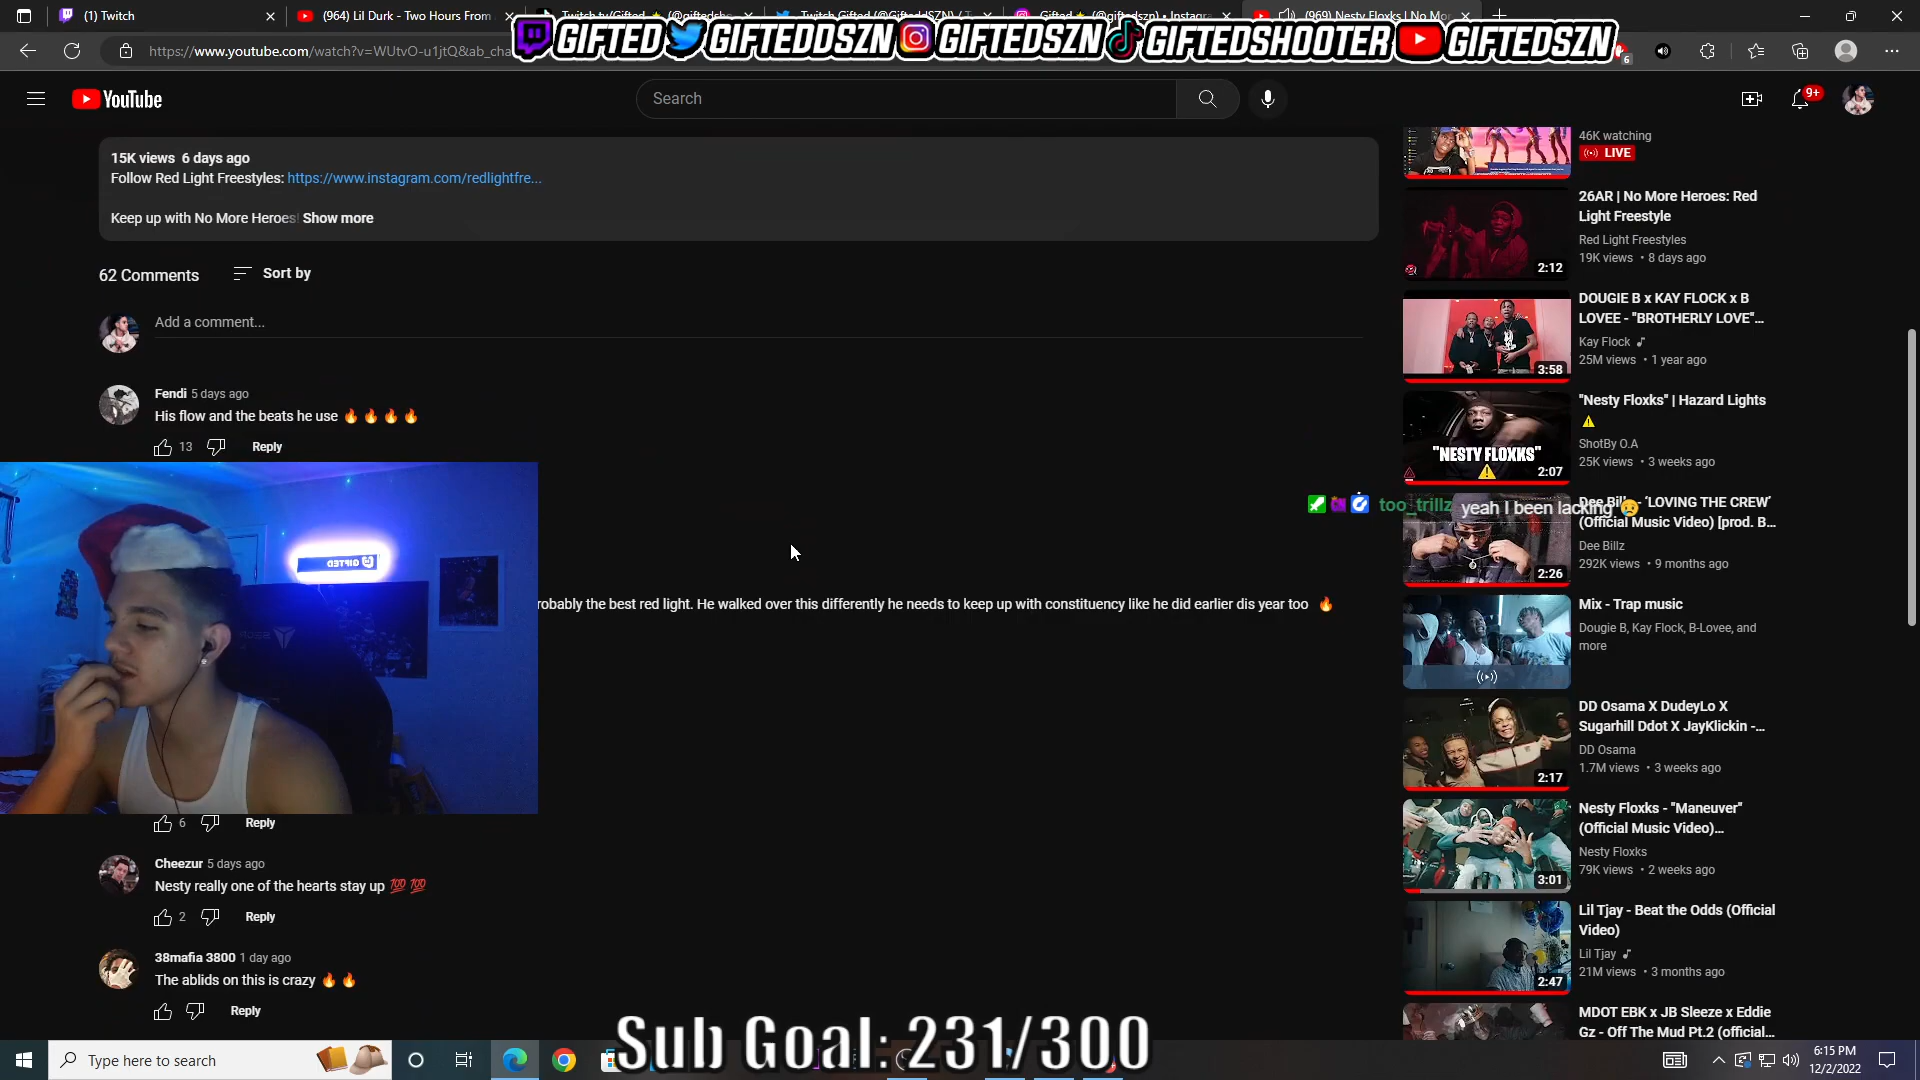 (1) Twitch
(964) Lil Durk - Two Hours From
(969) Nesty Floxks | No Mo
https://www.youtube.com/watch?v=WUtvO-u1jtQ&ab_cha
GIFTED GIFTEDDSZN GIFTEDSZN GIFTEDSHOOTER GIFTEDSZN
6
YouTube
Search
9+
15K views 6 days ago
Follow Red Light Freestyles: https://www.instagram.com/redlightfre...
Keep up with No More Heroes: Show more
62 Comments
Sort by
Add a comment...
Fendi 5 days ago
His flow and the beats he use 🔥 🔥 🔥 🔥
13
Reply
GIFTED
robably the best red light. He walked over this differently he needs to keep up with constituency like he did earlier dis year too 🔥
6
Reply
Cheezur 5 days ago
Nesty really one of the hearts stay up 💯 💯
2
Reply
38mafia 3800 1 day ago
The ablids on this is crazy 🔥 🔥
Reply
46K watching
LIVE
26AR | No More Heroes: Red
Light Freestyle
Red Light Freestyles
19K views • 8 days ago
2:12
DOUGIE B x KAY FLOCK x B
LOVEE - "BROTHERLY LOVE"...
Kay Flock
25M views • 1 year ago
3:58
"Nesty Floxks" | Hazard Lights
⚠
ShotBy O.A
25K views • 3 weeks ago
"NESTY FLOXKS"
2:07
too_trillz yeah I been lacking 😥
Dee Billz - 'LOVING THE CREW'
(Official Music Video) [prod. B...
Dee Billz
292K views • 9 months ago
2:26
Mix - Trap music
Dougie B, Kay Flock, B-Lovee, and
more
DD Osama X DudeyLo X
Sugarhill Ddot X JayKlickin -...
DD Osama
1.7M views • 3 weeks ago
2:17
Nesty Floxks - "Maneuver"
(Official Music Video)...
Nesty Floxks
79K views • 2 weeks ago
3:01
Lil Tjay - Beat the Odds (Official
Video)
Lil Tjay
21M views • 3 months ago
2:47
MDOT EBK x JB Sleeze x Eddie
Gz - Off The Mud Pt.2 (official...
Sub Goal: 231/300
Type here to search
6:15 PM
12/2/2022